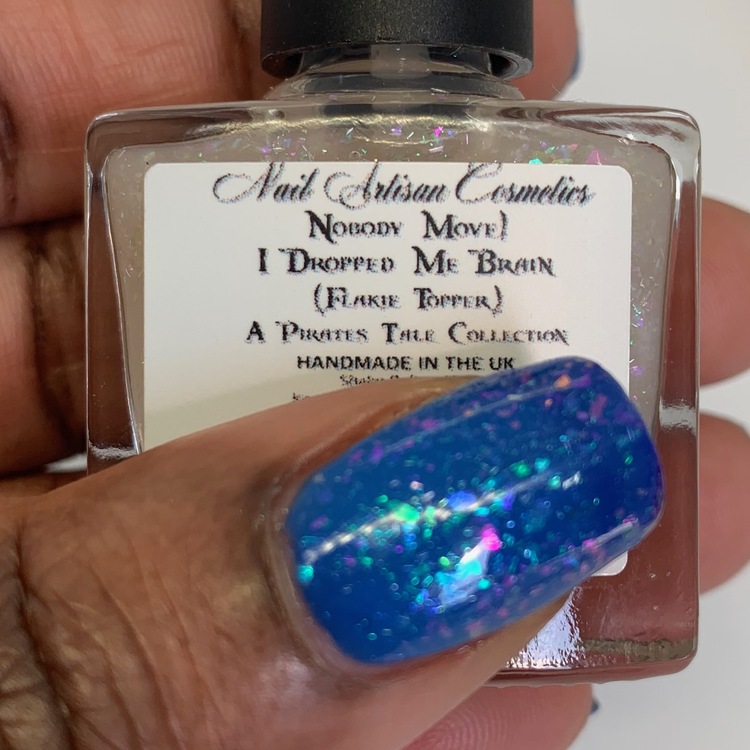 Nail Artisan Cosmetics
Nobody Move!
I Dropped Me Brain
(Flakie Topper)
A Pirates Tale Collection
HANDMADE IN THE UK